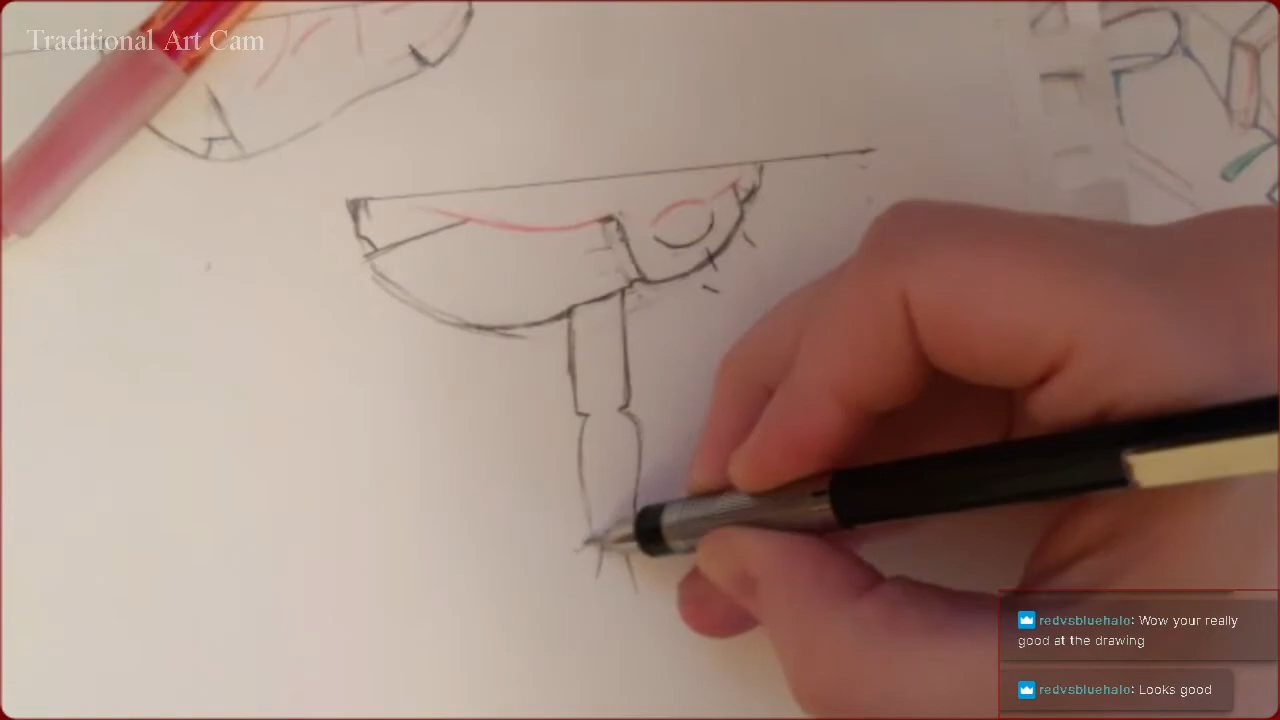 Traditional Art Cam
redvsbluehalo: Wow your really
good at the drawing
redvsbluehalo: Looks good